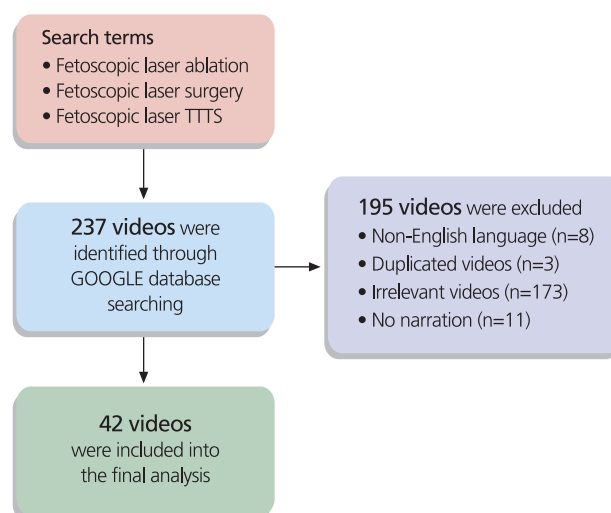 Search terms
• Fetoscopic laser ablation
• Fetoscopic laser surgery
• Fetoscopic laser TTTS
237 videos were
identified through
GOOGLE database
searching
195 videos were excluded
• Non-English language (n=8)
• Duplicated videos (n=3)
• Irrelevant videos (n=173)
• No narration (n=11)
42 videos
were included into
the final analysis